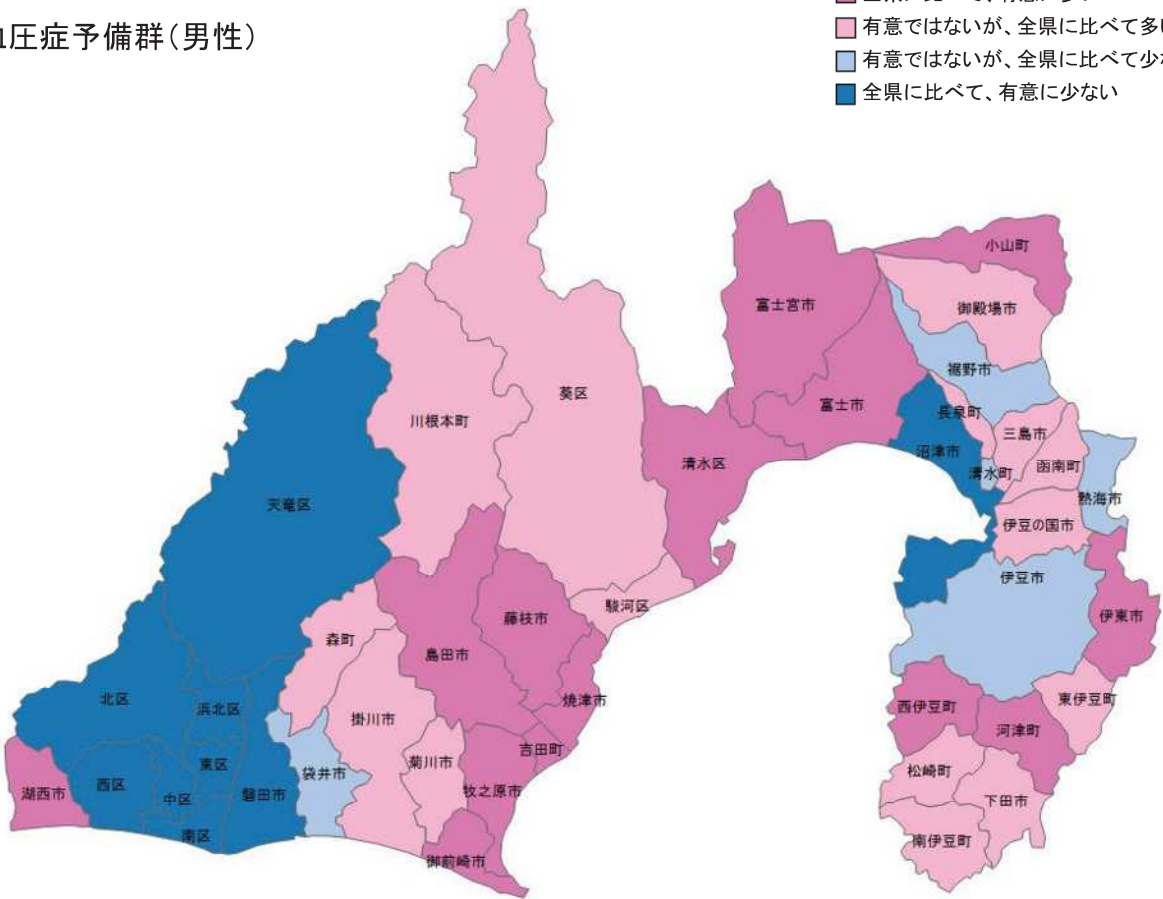 圧症予備群(男性)
有意ではないが、全県に比べて多
有意ではないが、全県に比べて少
全県に比べて、有意に少ない
小山町
富士宮市
御殿場市
裾野市
葵区
富士市
長泉町
川根本町
三島市
沼津市
清水区
函南町
清水町
熱海市
天竜区
伊豆の国市
伊豆市
駿河区
伊東市
藤枝市
森町
島田市
北区
焼津市
東伊豆町
西伊豆町
浜北区
掛川市
河津町
吉田町
東区
菊川市
袋井市
松崎町
西区
湖西市
牧之原市
磐田市
中区
下田市
南区
南伊豆町
御前崎市